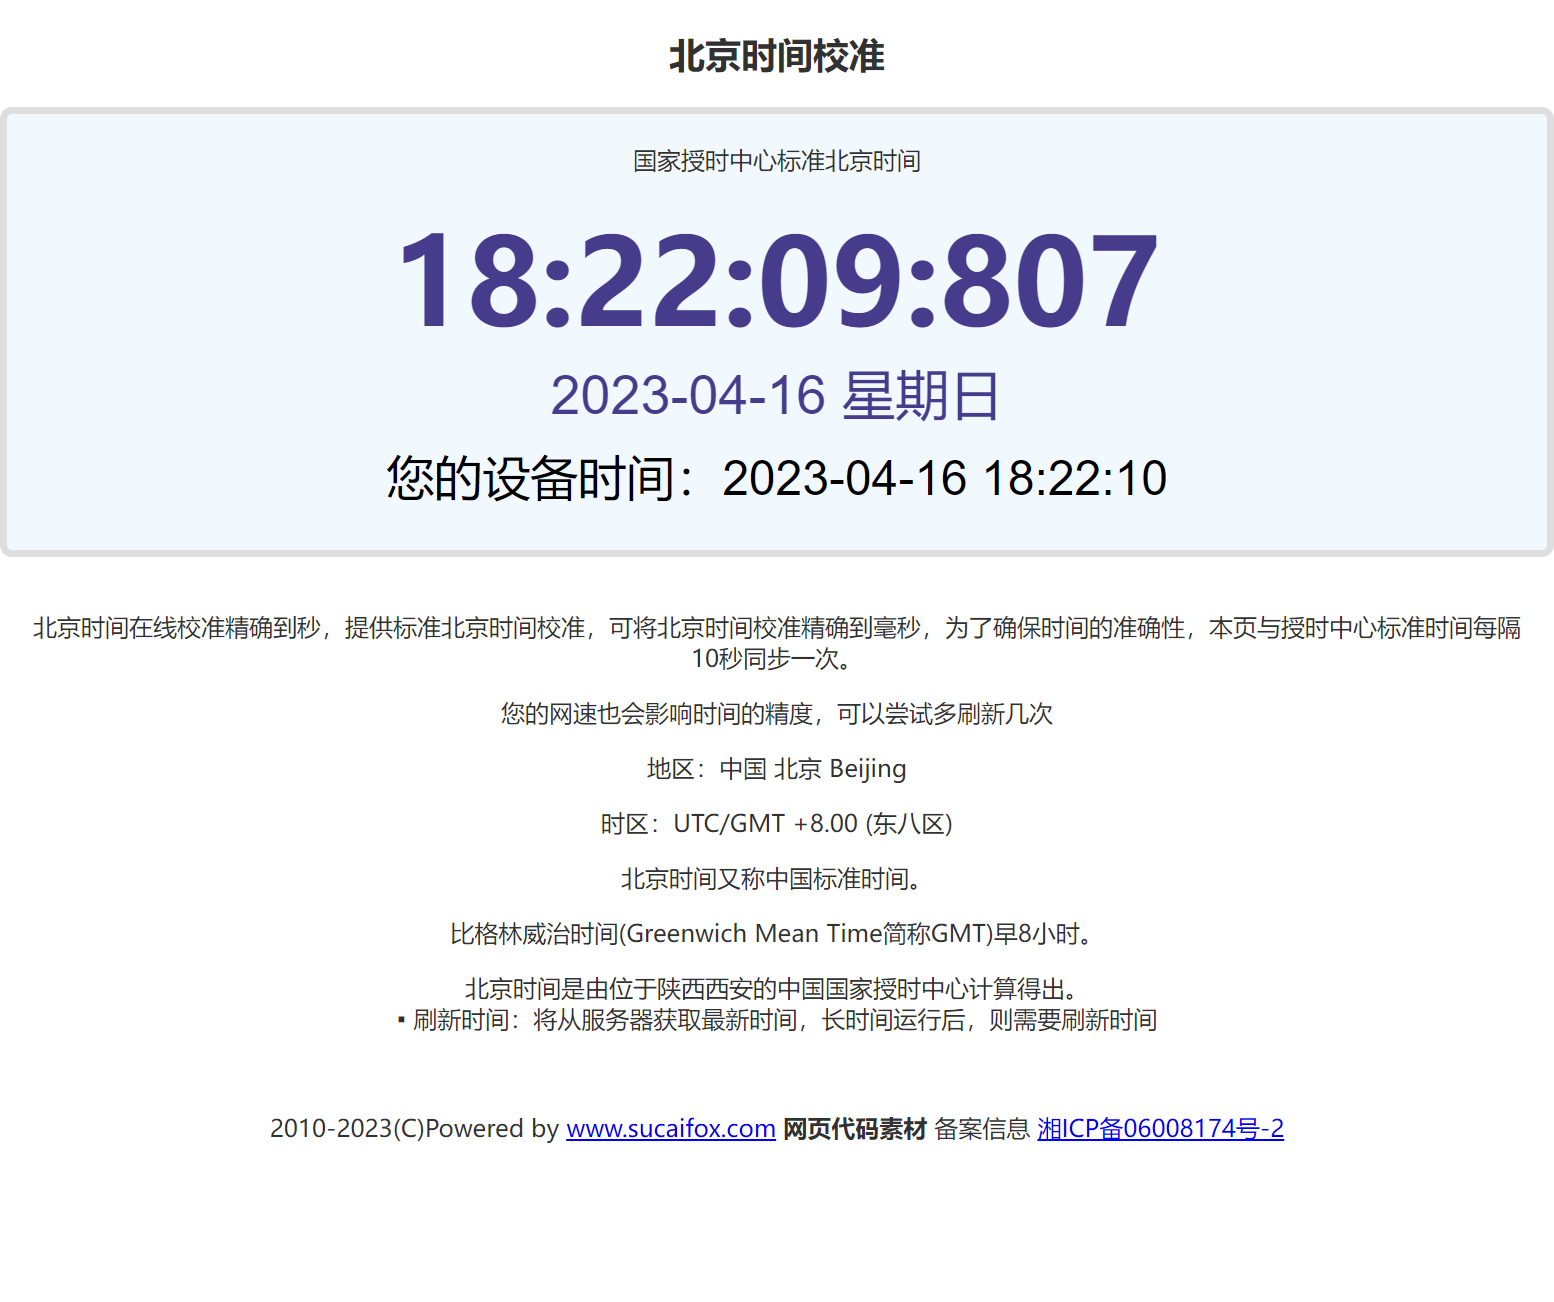 北京时间校准
国家授时中心标准北京时间
18:22:09:807
2023-04-16 星期日
您的设备时间：2023-04-16 18:22:10
北京时间在线校准精确到秒，提供标准北京时间校准，可将北京时间校准精确到毫秒，为了确保时间的准确性，本页与授时中心标准时间每隔
10秒同步一次。
您的网速也会影响时间的精度，可以尝试多刷新几次
地区：中国 北京 Beijing
时区：UTC/GMT +8.00 (东八区)
北京时间又称中国标准时间。
比格林威治时间(Greenwich Mean Time简称GMT)早8小时。
北京时间是由位于陕西西安的中国国家授时中心计算得出。
▪ 刷新时间：将从服务器获取最新时间，长时间运行后，则需要刷新时间
2010-2023(C)Powered by www.sucaifox.com 网页代码素材 备案信息 湘ICP备06008174号-2